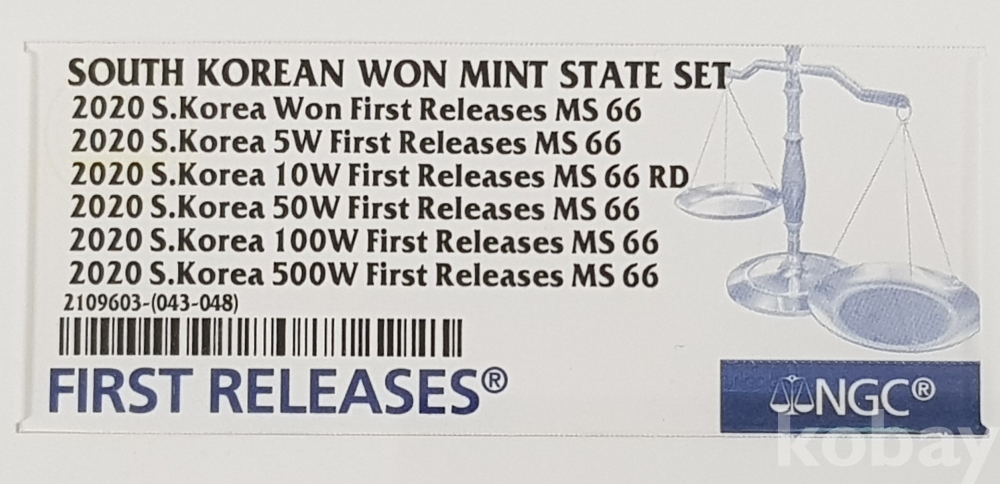 SOUTH KOREAN WON MINT STATE SET
2020 S.Korea Won First Releases MS 66
2020 S.Korea 5W First Releases MS 66
2020 S.Korea 10W First Releases MS 66 RD
2020 S.Korea 50W First Releases MS 66
2020 S.Korea 100W First Releases MS 66
2020 S.Korea 500W First Releases MS 66
2109603-(043-048)
FIRST RELEASES®
NGC®
kobay